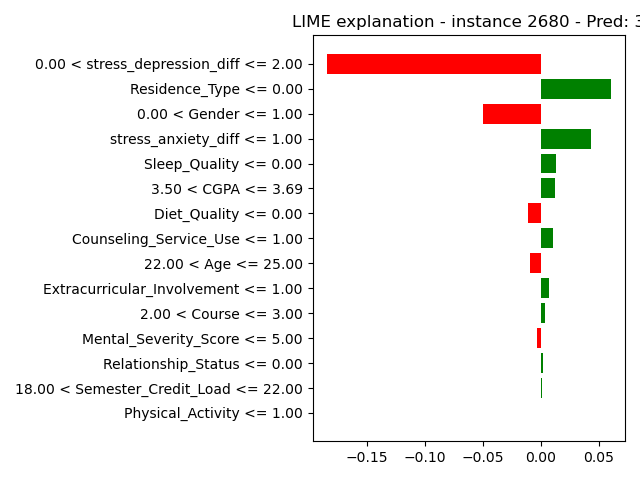 LIME explanation - instance 2680 - Pred: 3
0.00 < stress_depression_diff <= 2.00
Residence_Type <= 0.00
0.00 < Gender <= 1.00
stress_anxiety_diff <= 1.00
Sleep_Quality <= 0.00
3.50 < CGPA <= 3.69
Diet_Quality <= 0.00
Counseling_Service_Use <= 1.00
22.00 < Age <= 25.00
Extracurricular_Involvement <= 1.00
2.00 < Course <= 3.00
Mental_Severity_Score <= 5.00
Relationship_Status <= 0.00
18.00 < Semester_Credit_Load <= 22.00
Physical_Activity <= 1.00
−0.15 −0.10 −0.05 0.00 0.05